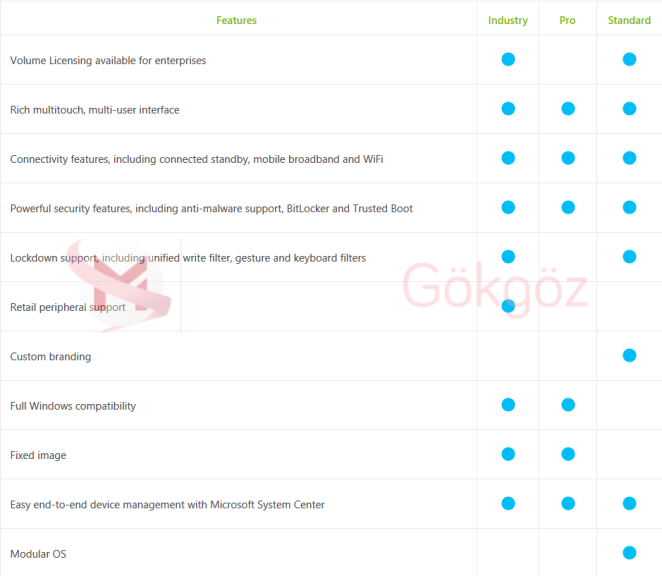 Features Industry Pro Standard
Volume Licensing available for enterprises
Rich multitouch, multi-user interface
Connectivity features, including connected standby, mobile broadband and WiFi
Powerful security features, including anti-malware support, BitLocker and Trusted Boot
Lockdown support, including unified write filter, gesture and keyboard filters
Gökgöz
Retail peripheral support
Custom branding
Full Windows compatibility
Fixed image
Easy end-to-end device management with Microsoft System Center
Modular OS